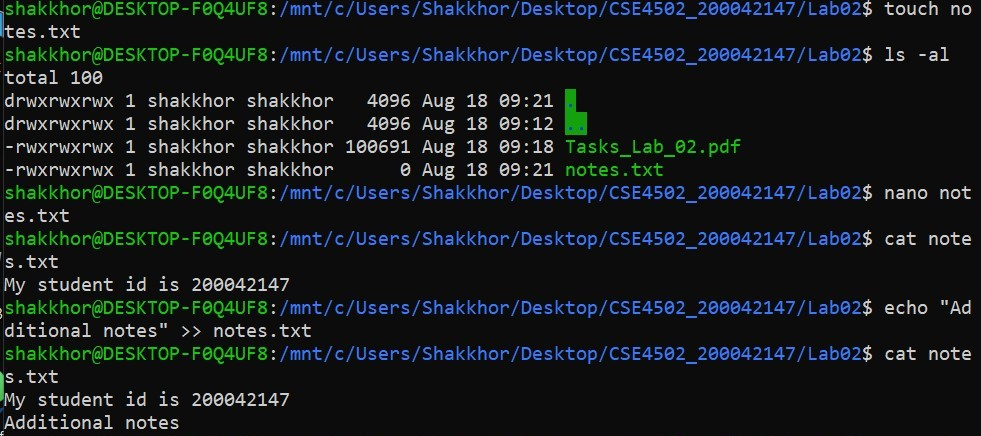 shakkhor@DESKTOP-F0Q4UF8:/mnt/c/Users/Shakkhor/Desktop/CSE4502_200042147/Lab02$ touch no
tes.txt
shakkhor@DESKTOP-F0Q4UF8:/mnt/c/Users/Shakkhor/Desktop/CSE4502_200042147/Lab02$ ls -al
total 100
drwxrwxrwx 1 shakkhor shakkhor   4096 Aug 18 09:21 .
drwxrwxrwx 1 shakkhor shakkhor   4096 Aug 18 09:12 ..
-rwxrwxrwx 1 shakkhor shakkhor 100691 Aug 18 09:18 Tasks_Lab_02.pdf
-rwxrwxrwx 1 shakkhor shakkhor      0 Aug 18 09:21 notes.txt
shakkhor@DESKTOP-F0Q4UF8:/mnt/c/Users/Shakkhor/Desktop/CSE4502_200042147/Lab02$ nano not
es.txt
shakkhor@DESKTOP-F0Q4UF8:/mnt/c/Users/Shakkhor/Desktop/CSE4502_200042147/Lab02$ cat note
s.txt
My student id is 200042147
shakkhor@DESKTOP-F0Q4UF8:/mnt/c/Users/Shakkhor/Desktop/CSE4502_200042147/Lab02$ echo "Ad
ditional notes" >> notes.txt
shakkhor@DESKTOP-F0Q4UF8:/mnt/c/Users/Shakkhor/Desktop/CSE4502_200042147/Lab02$ cat note
s.txt
My student id is 200042147
Additional notes